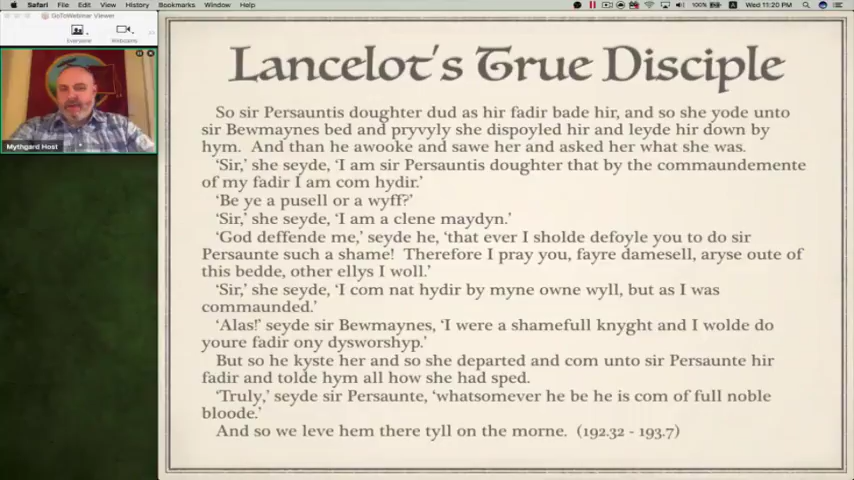 Safari File Edit View History Bookmarks Window Help 100% Wed 11:20 PM
GoToWebinar Viewer
Everyone Webcams
Mythgard Host
Lancelot's True Disciple
So sir Persauntis doughter dud as hir fadir bade hir, and so she yode unto
sir Bewmaynes bed and pryvyly she dispoyled hir and leyde hir down by
hym. And than he awooke and sawe her and asked her what she was.
'Sir,' she seyde, 'I am sir Persauntis doughter that by the commaundemente
of my fadir I am com hydir.'
'Be ye a pusell or a wyff?'
'Sir,' she seyde, 'I am a clene maydyn.'
'God deffende me,' seyde he, 'that ever I sholde defoyle you to do sir
Persaunte such a shame! Therefore I pray you, fayre damesell, aryse oute of
this bedde, other ellys I woll.'
'Sir,' she seyde, 'I com nat hydir by myne owne wyll, but as I was
commaunded.'
'Alas!' seyde sir Bewmaynes, 'I were a shamefull knyght and I wolde do
youre fadir ony dysworshyp.'
But so he kyste her and so she departed and com unto sir Persaunte hir
fadir and tolde hym all how she had sped.
'Truly,' seyde sir Persaunte, 'whatsomever he be he is com of full noble
bloode.'
And so we leve hem there tyll on the morne. (192.32 - 193.7)